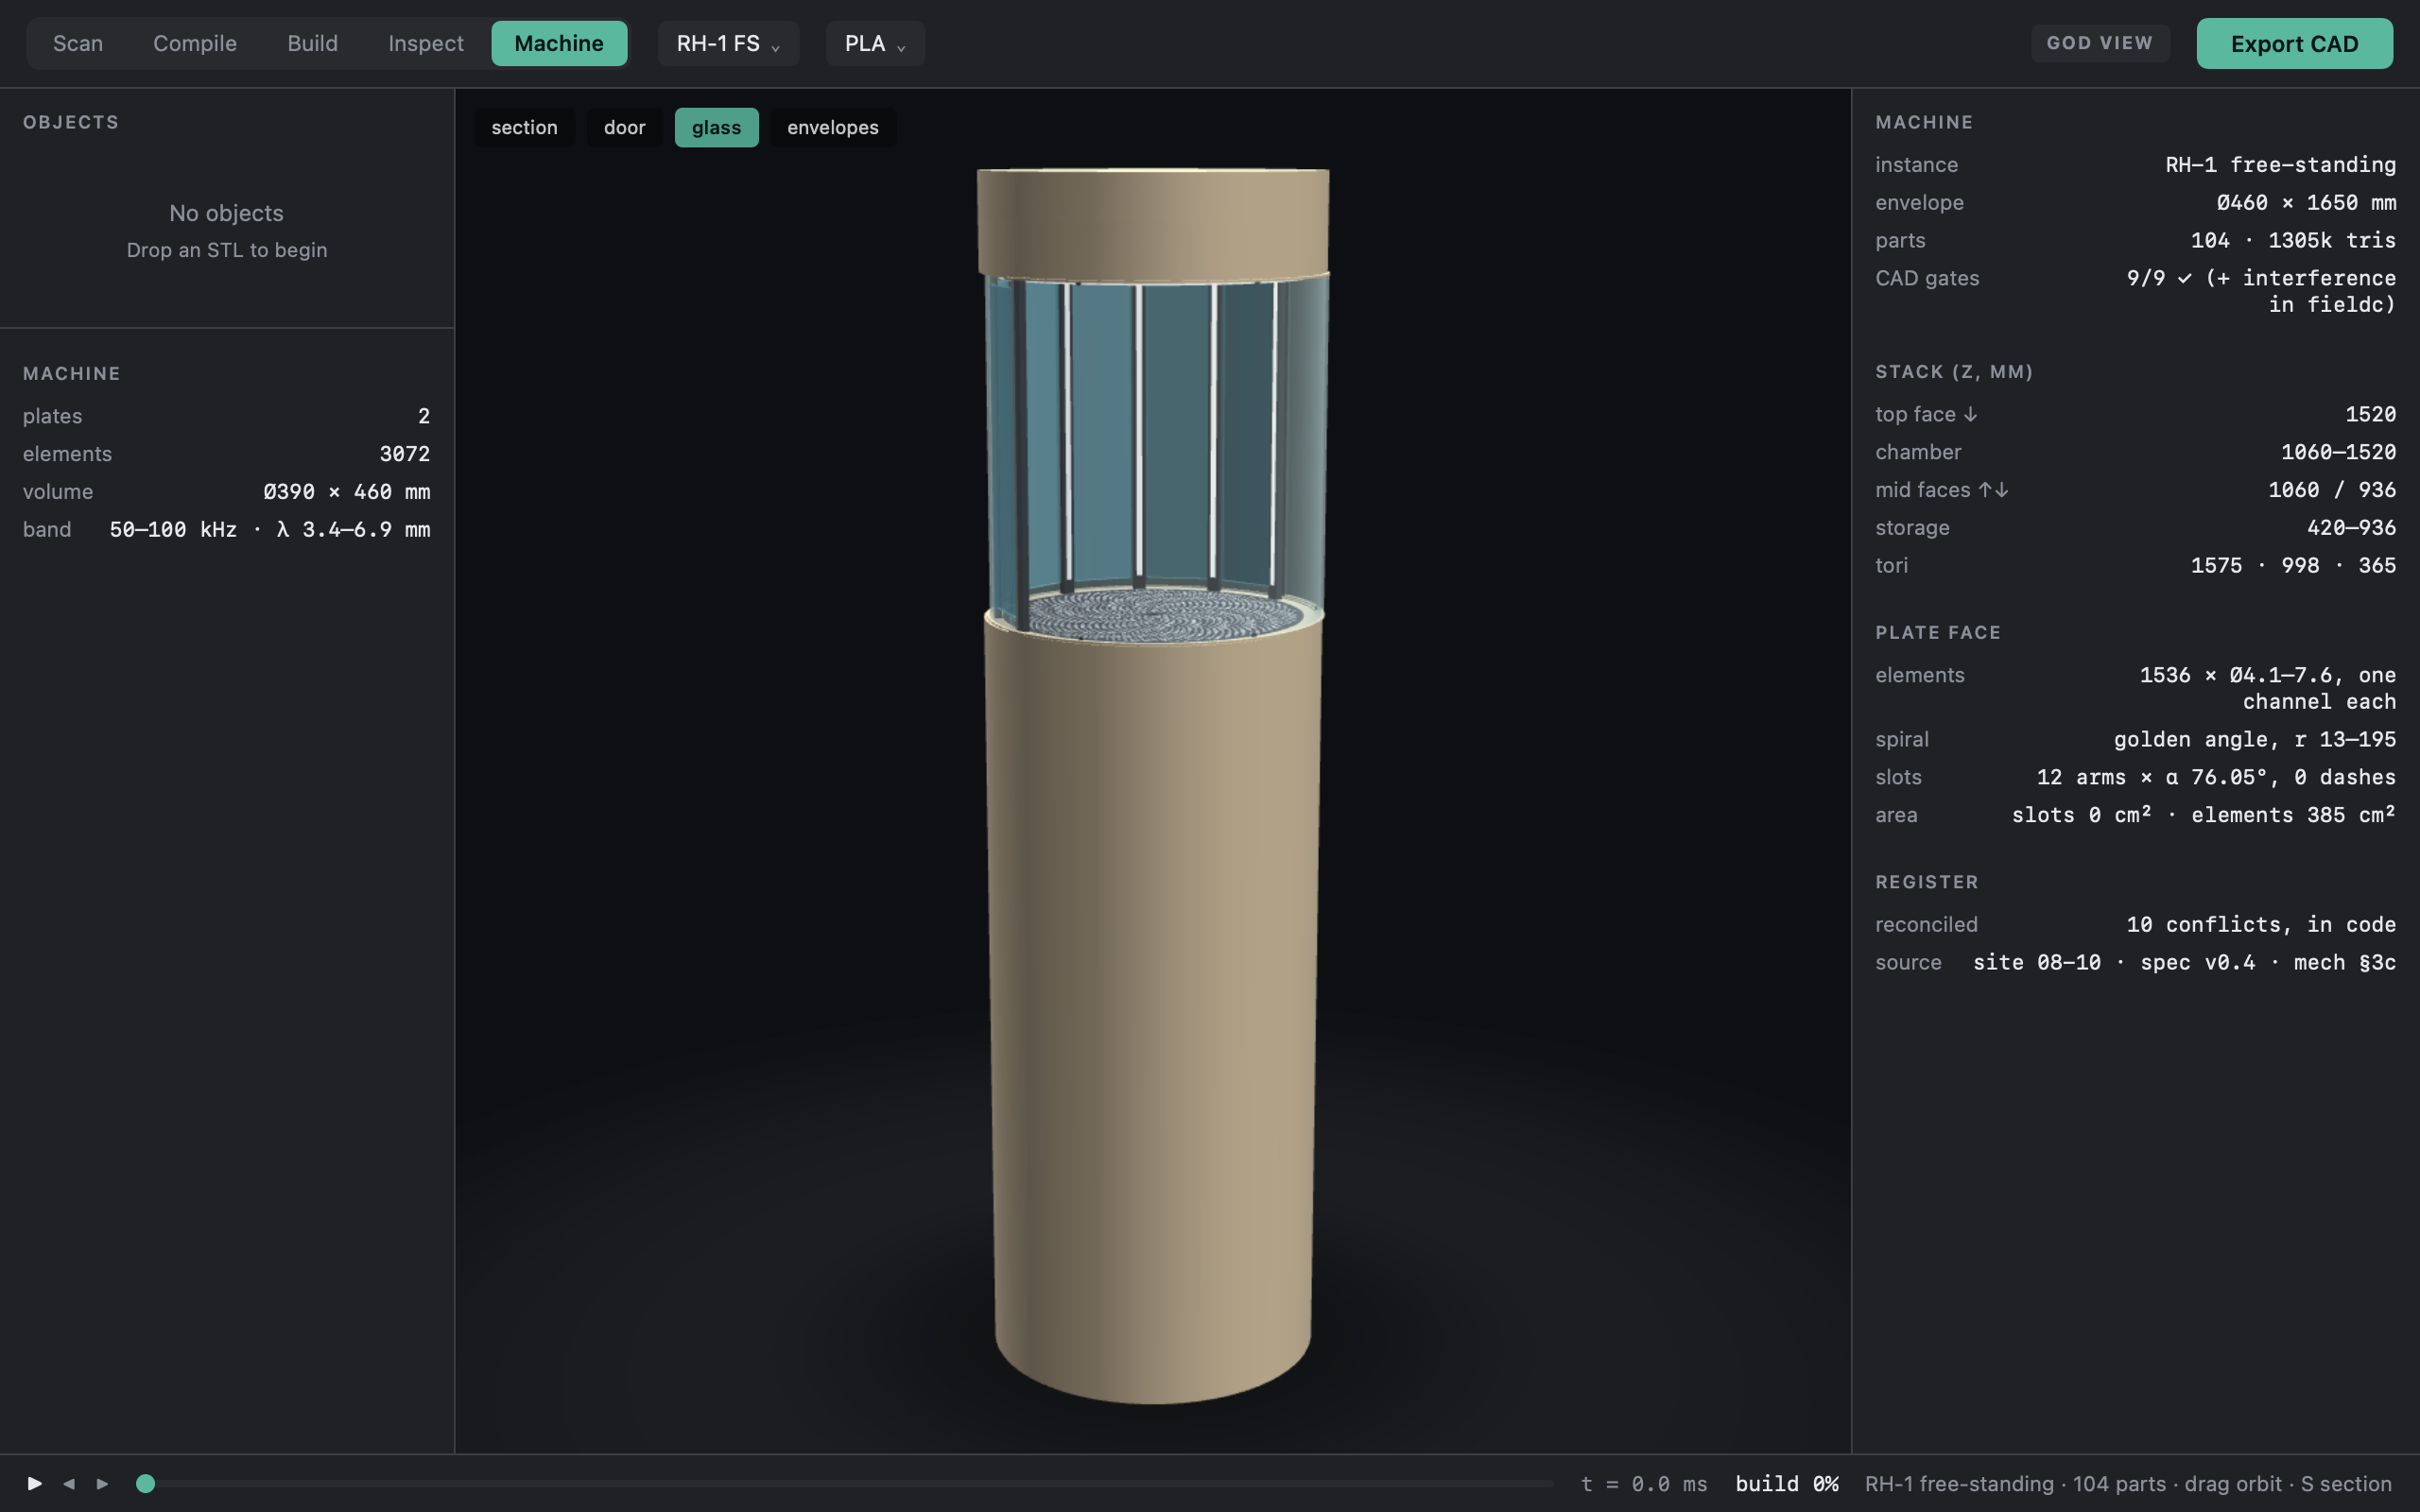 Scan Compile Build Inspect Machine RH-1 FS PLA GOD VIEW Export CAD
OBJECTS
No objects
Drop an STL to begin
MACHINE
plates 2
elements 3072
volume Ø390 × 460 mm
band 50–100 kHz · λ 3.4–6.9 mm
section door glass envelopes
MACHINE
instance RH-1 free-standing
envelope Ø460 × 1650 mm
parts 104 · 1305k tris
CAD gates 9/9 ✓ (+ interference
in fieldc)
STACK (Z, MM)
top face ↓ 1520
chamber 1060–1520
mid faces ↑↓ 1060 / 936
storage 420–936
tori 1575 · 998 · 365
PLATE FACE
elements 1536 × Ø4.1–7.6, one
channel each
spiral golden angle, r 13–195
slots 12 arms × α 76.05°, 0 dashes
area slots 0 cm² · elements 385 cm²
REGISTER
reconciled 10 conflicts, in code
source site 08–10 · spec v0.4 · mech §3c
t = 0.0 ms build 0% RH-1 free-standing · 104 parts · drag orbit · S section